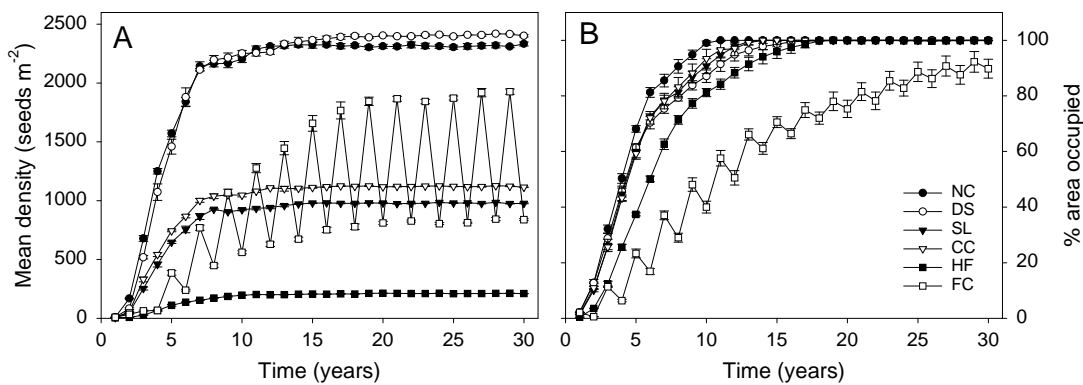 A
B
Mean density (seeds m-2)
2500
2000
1500
1000
500
0
0 5 10 15 20 25 30
Time (years)
0 5 10 15 20 25 30
Time (years)
100
80
60
40
20
0
% area occupied
NC
DS
SL
CC
HF
FC